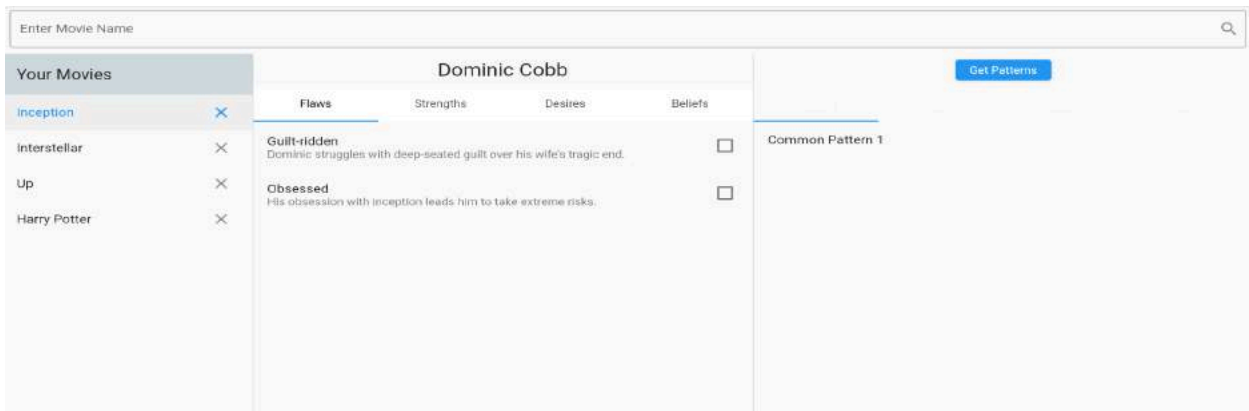 Enter Movie Name
Your Movies
Inception
Interstellar
Up
Harry Potter
Dominic Cobb
Flaws Strengths Desires Beliefs
Guilt-ridden
Dominic struggles with deep-seated guilt over his wife's tragic end.
Obsessed
His obsession with inception leads him to take extreme risks.
Get Patterns
Common Pattern 1